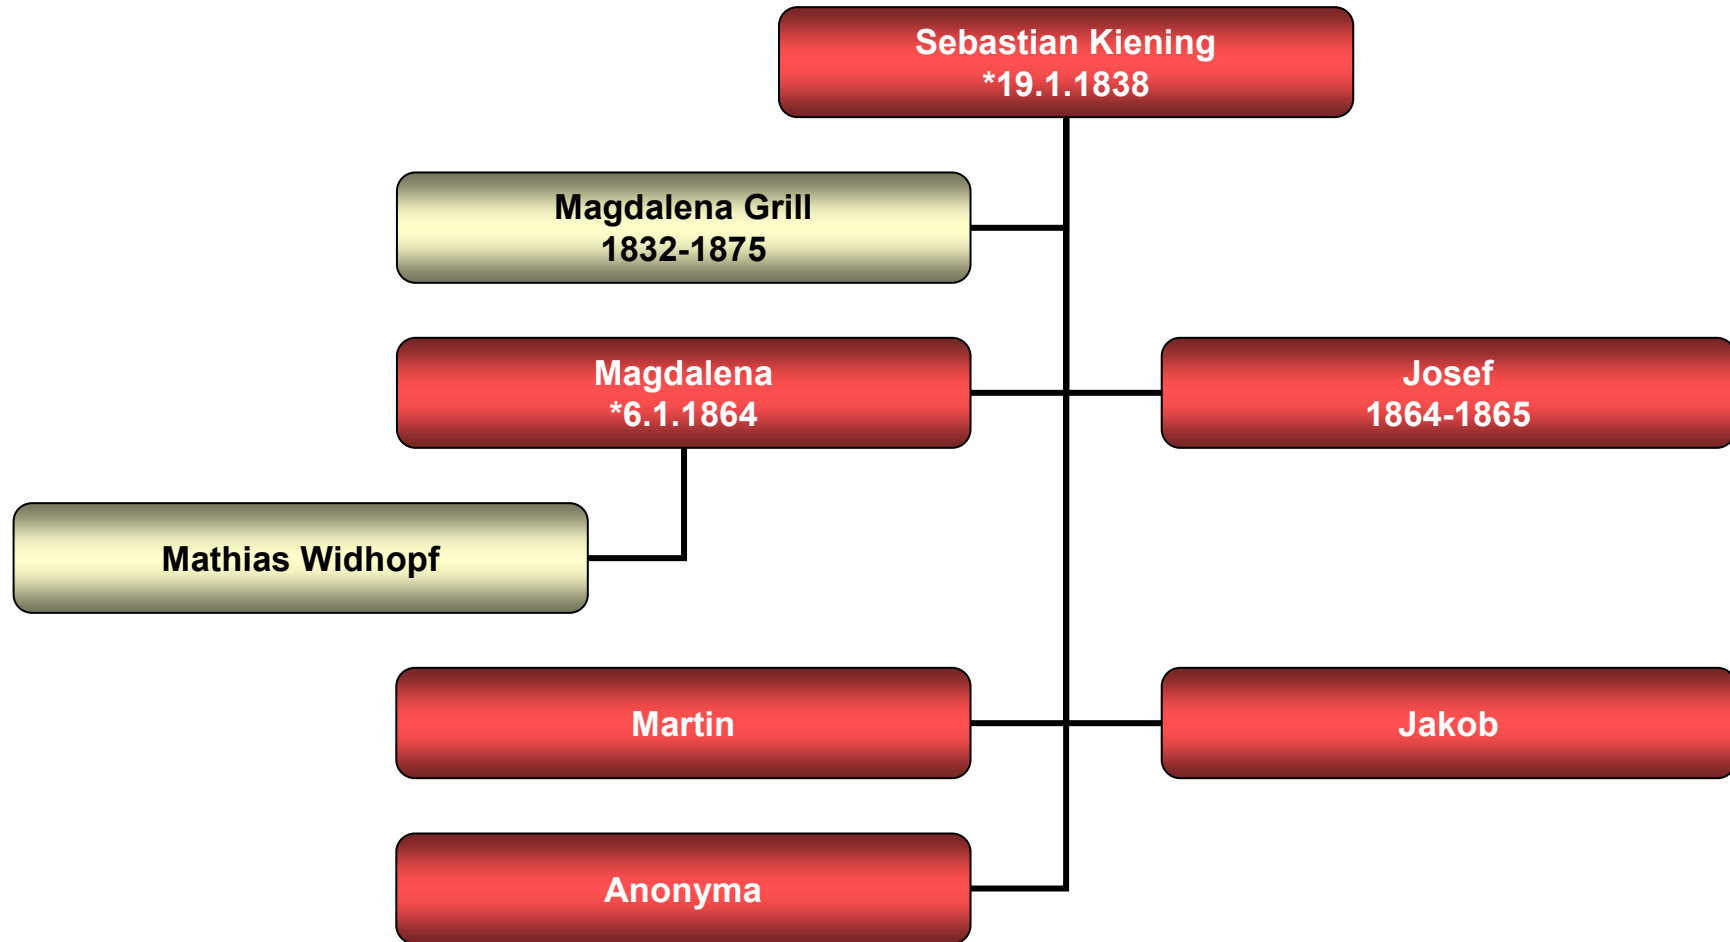 Sebastian Kiening
*19.1.1838
Magdalena Grill
1832-1875
Magdalena
*6.1.1864
Josef
1864-1865
Mathias Widhopf
Martin
Jakob
Anonyma